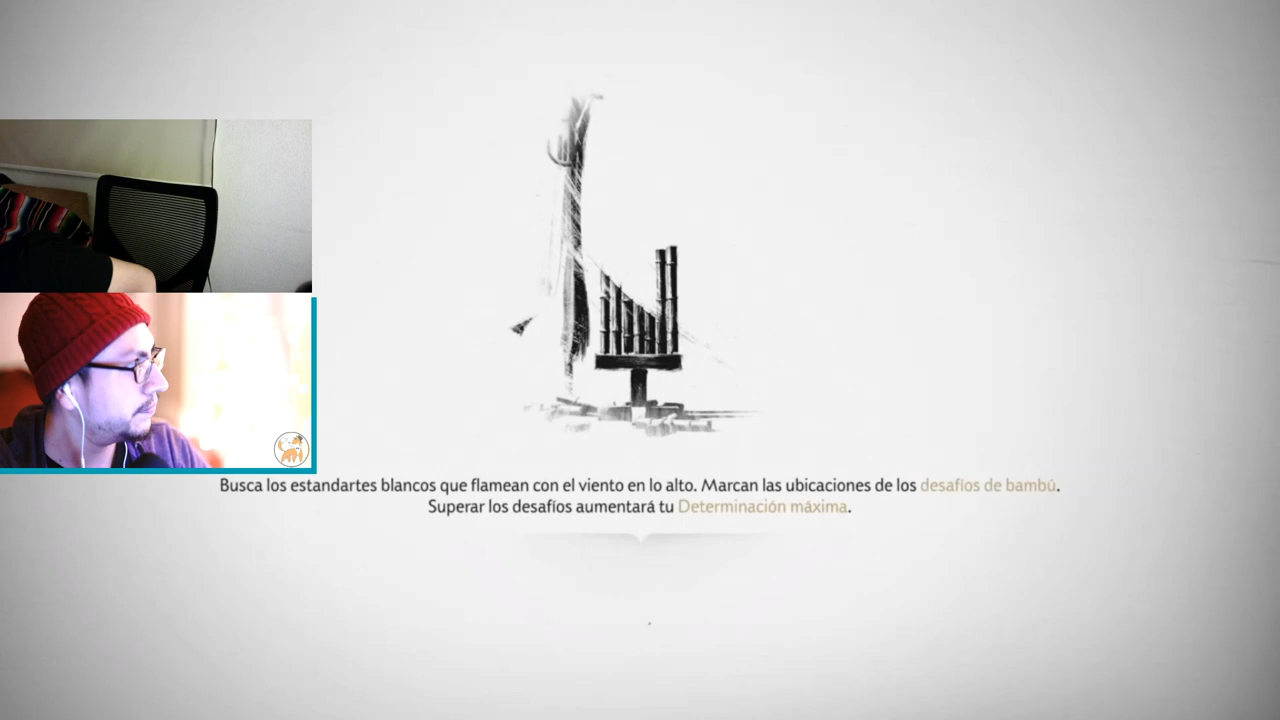 Busca los estandartes blancos que flamean con el viento en lo alto. Marcan las ubicaciones de los desafíos de bambú.
Superar los desafíos aumentará tu Determinación máxima.